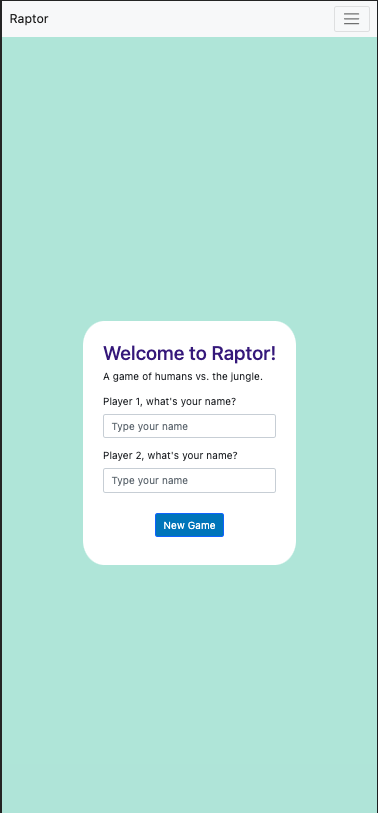 Raptor
Welcome to Raptor!
A game of humans vs. the jungle.
Player 1, what's your name?
Type your name
Player 2, what's your name?
Type your name
New Game